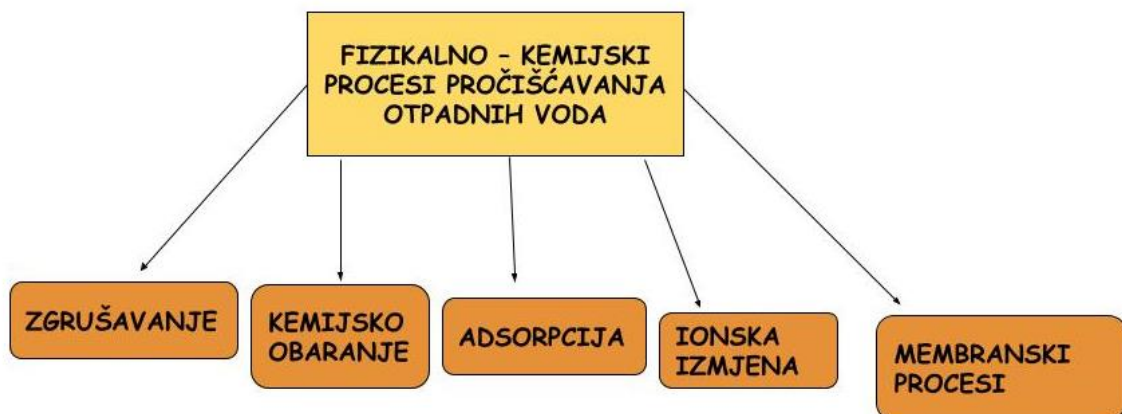 FIZIKALNO – KEMIJSKI
PROCESI PROČIŠĆAVANJA
OTPADNIH VODA
ZGRUŠAVANJE
KEMIJSKO
OBARANJE
ADSORPCIJA
IONSKA
IZMJENA
MEMBRANSKI
PROCESI